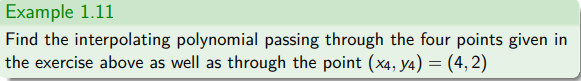 Example 1.11
Find the interpolating polynomial passing through the four points given in
the exercise above as well as through the point (x₄, y₄) = (4, 2)